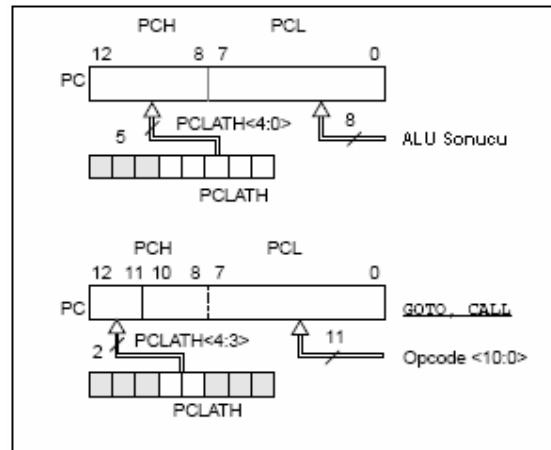 PCH PCL
12 8 7 0
PC
5 PCLATH<4:0> 8
ALU Sonucu
PCLATH
PCH PCL
12 11 10 8 7 0
PC
GOTO, CALL
2 PCLATH<4:3> 11
Opcode <10:0>
PCLATH